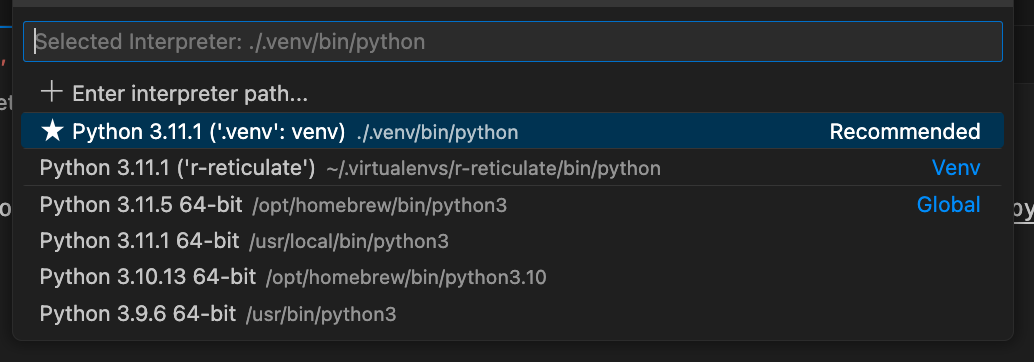 Selected Interpreter: ./.venv/bin/python
Enter interpreter path...
★ Python 3.11.1 ('.venv': venv) ./.venv/bin/python Recommended
Python 3.11.1 ('r-reticulate') ~/.virtualenvs/r-reticulate/bin/python Venv
Python 3.11.5 64-bit /opt/homebrew/bin/python3 Global
Python 3.11.1 64-bit /usr/local/bin/python3
Python 3.10.13 64-bit /opt/homebrew/bin/python3.10
Python 3.9.6 64-bit /usr/bin/python3